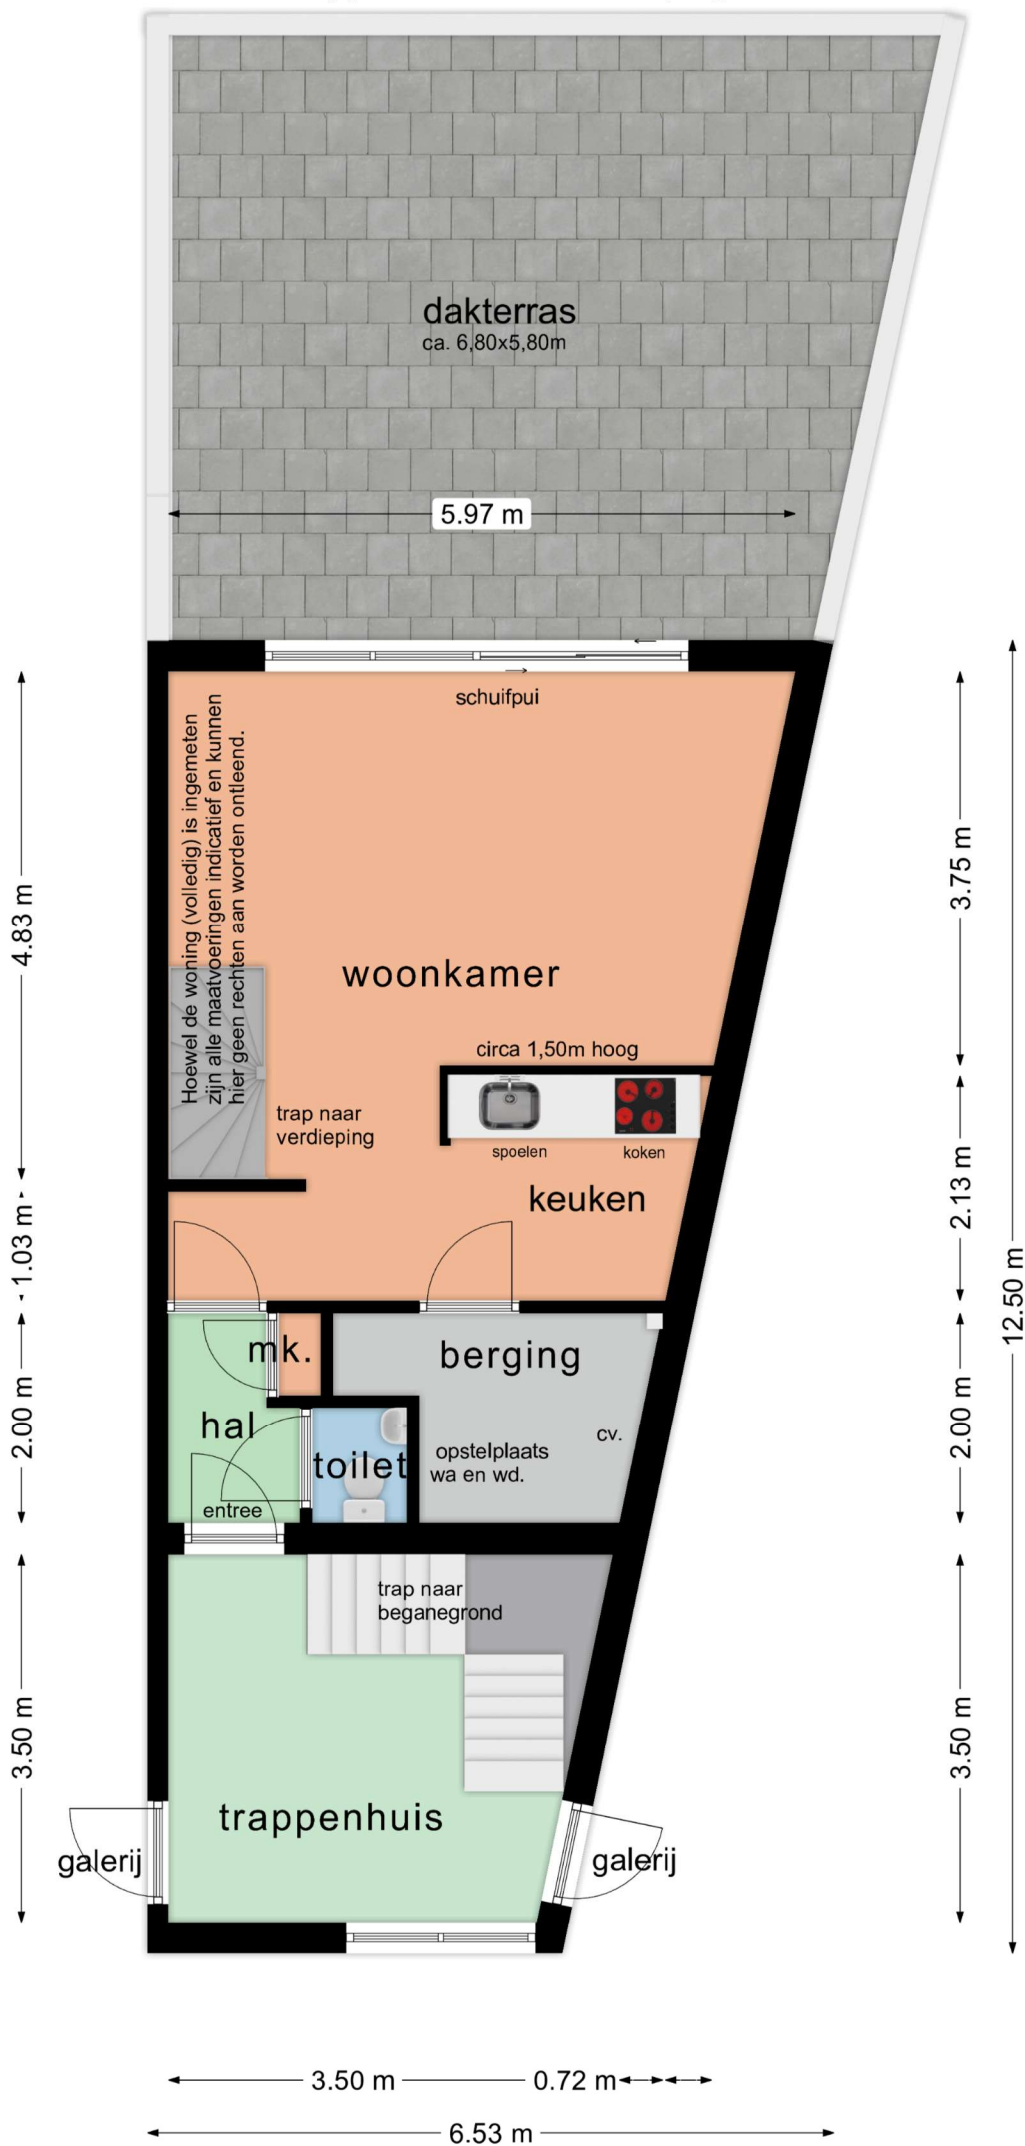 dakterras
ca. 6,80x5,80m
5.97 m
schuifpui
Hoewel de woning (volledig) is ingemeten
zijn alle maatvoeringen indicatief en kunnen
hier geen rechten aan worden ontleend.
4.83 m
3.75 m
woonkamer
circa 1,50m hoog
trap naar
verdieping
spoelen
koken
keuken
1.03 m
2.13 m
12.50 m
mk.
berging
hal
2.00 m
2.00 m
cv.
toilet
opstelplaats
wa en wd.
entree
trap naar
beganegrond
3.50 m
3.50 m
trappenhuis
galerij
galerij
3.50 m
0.72 m
6.53 m